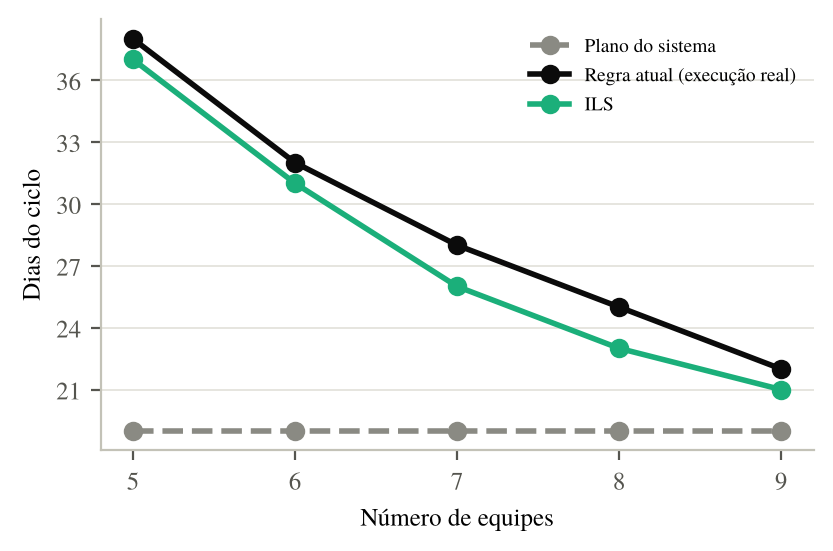 Plano do sistema
Regra atual (execução real)
ILS
Dias do ciclo
36
33
30
27
24
21
5 6 7 8 9
Número de equipes